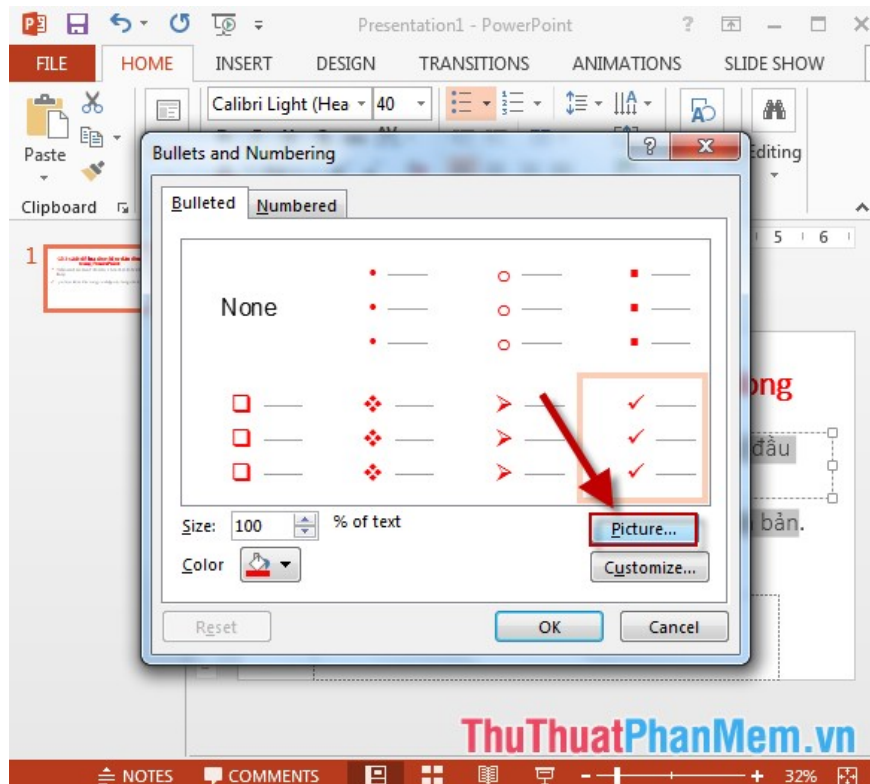 Presentation1 - PowerPoint
FILE HOME INSERT DESIGN TRANSITIONS ANIMATIONS SLIDE SHOW
Calibri Light (Hea 40
Paste
Editing
Clipboard
Bullets and Numbering
Bulleted Numbered
5 6
1
None
đầu
bản.
Size: 100 % of text
Picture...
Color
Customize...
Reset OK Cancel
ThuThuatPhanMem.vn
NOTES COMMENTS 32%